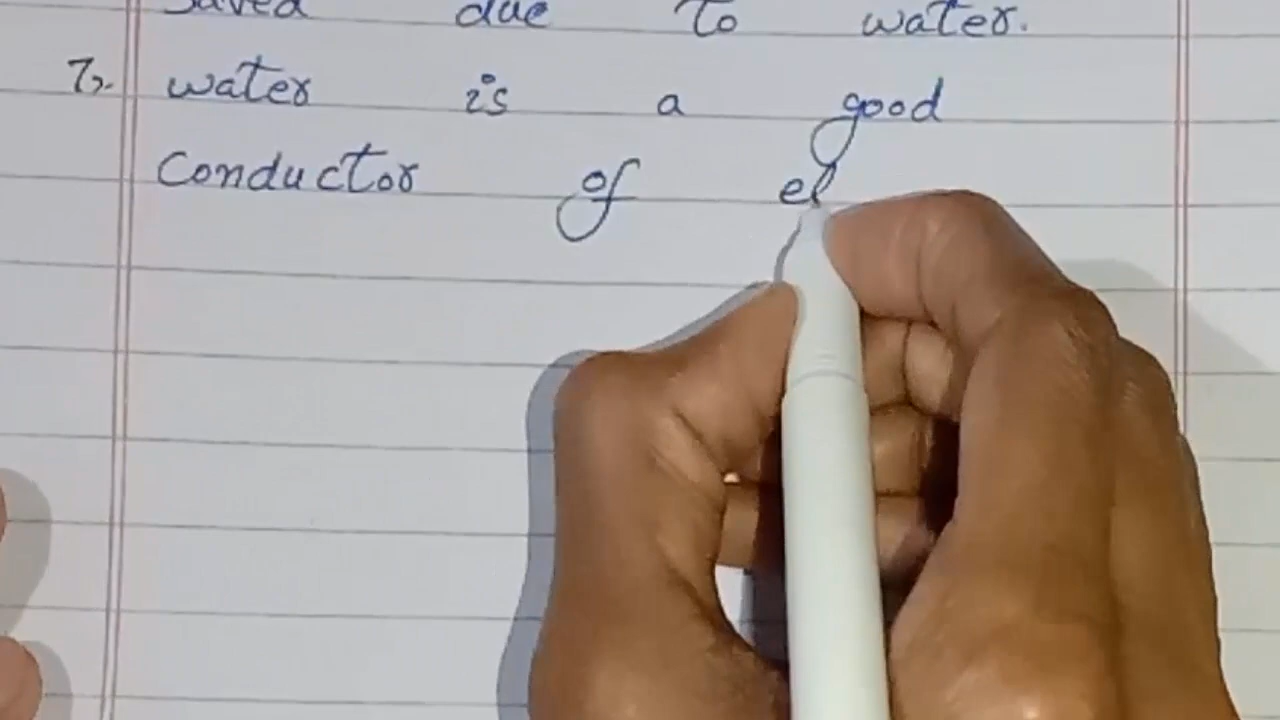 saved due to water.
7). water is a good
Conductor of el